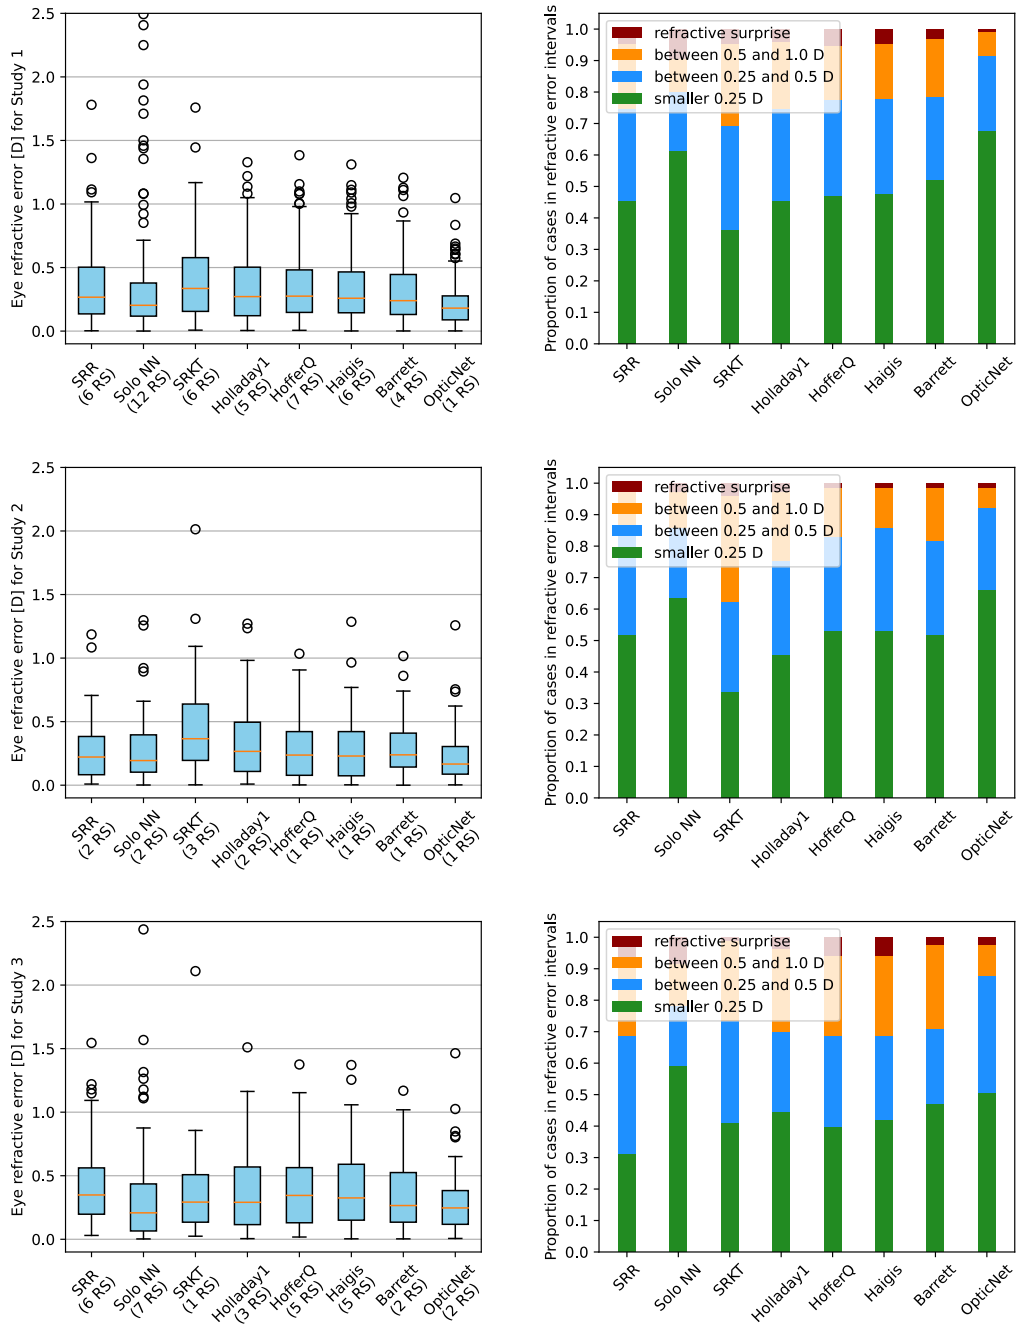 Eye refractive error [D] for Study 1
2.5
2.0
1.5
1.0
0.5
0.0
SRR
(6 RS)
Solo NN
(12 RS)
SRKT
(6 RS)
Holladay1
(5 RS)
HofferQ
(7 RS)
Haigis
(6 RS)
Barrett
(4 RS)
OpticNet
(1 RS)
Proportion of cases in refractive error intervals
1.0
0.9
0.8
0.7
0.6
0.5
0.4
0.3
0.2
0.1
0.0
refractive surprise
between 0.5 and 1.0 D
between 0.25 and 0.5 D
smaller 0.25 D
SRR
Solo NN
SRKT
Holladay1
HofferQ
Haigis
Barrett
OpticNet
Eye refractive error [D] for Study 2
2.5
2.0
1.5
1.0
0.5
0.0
SRR
(2 RS)
Solo NN
(2 RS)
SRKT
(3 RS)
Holladay1
(2 RS)
HofferQ
(1 RS)
Haigis
(1 RS)
Barrett
(1 RS)
OpticNet
(1 RS)
Proportion of cases in refractive error intervals
1.0
0.9
0.8
0.7
0.6
0.5
0.4
0.3
0.2
0.1
0.0
refractive surprise
between 0.5 and 1.0 D
between 0.25 and 0.5 D
smaller 0.25 D
SRR
Solo NN
SRKT
Holladay1
HofferQ
Haigis
Barrett
OpticNet
Eye refractive error [D] for Study 3
2.5
2.0
1.5
1.0
0.5
0.0
SRR
(6 RS)
Solo NN
(7 RS)
SRKT
(1 RS)
Holladay1
(3 RS)
HofferQ
(5 RS)
Haigis
(5 RS)
Barrett
(2 RS)
OpticNet
(2 RS)
Proportion of cases in refractive error intervals
1.0
0.9
0.8
0.7
0.6
0.5
0.4
0.3
0.2
0.1
0.0
refractive surprise
between 0.5 and 1.0 D
between 0.25 and 0.5 D
smaller 0.25 D
SRR
Solo NN
SRKT
Holladay1
HofferQ
Haigis
Barrett
OpticNet